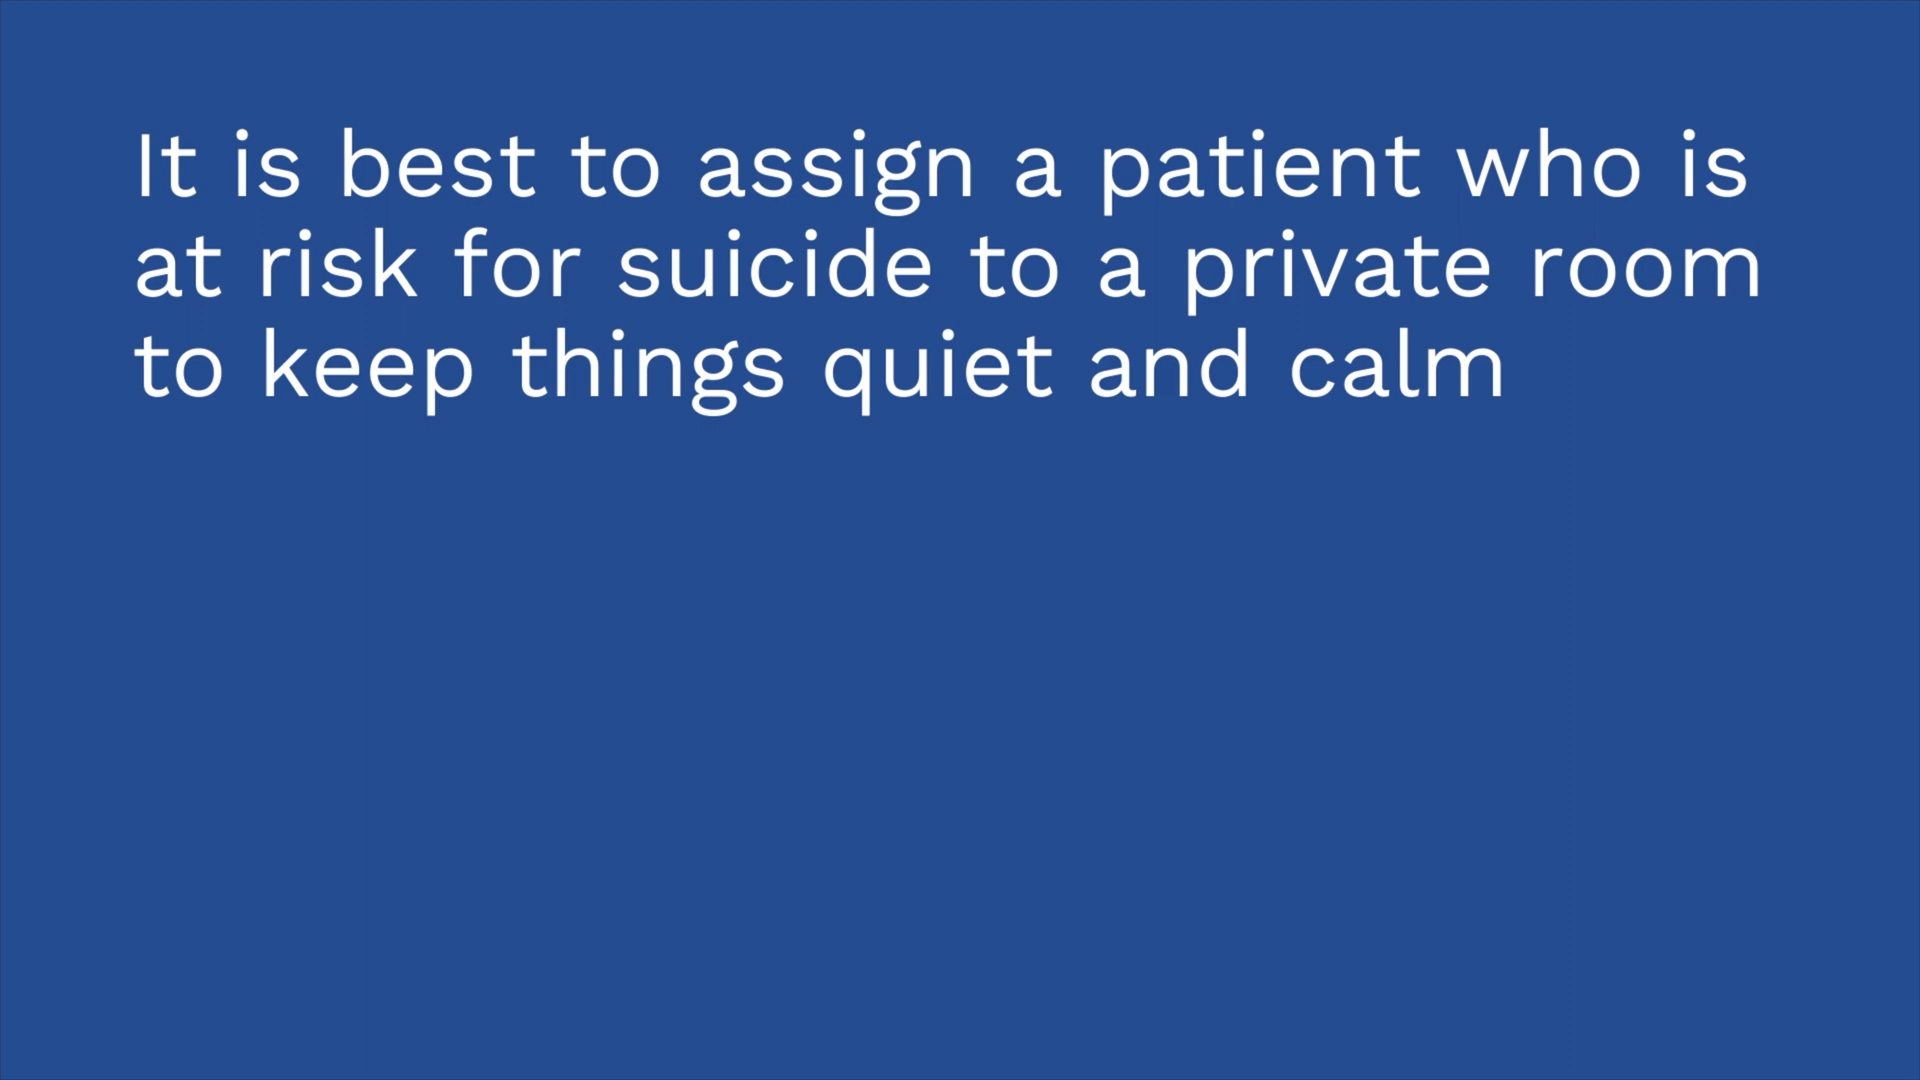 It is best to assign a patient who is
at risk for suicide to a private room
to keep things quiet and calm